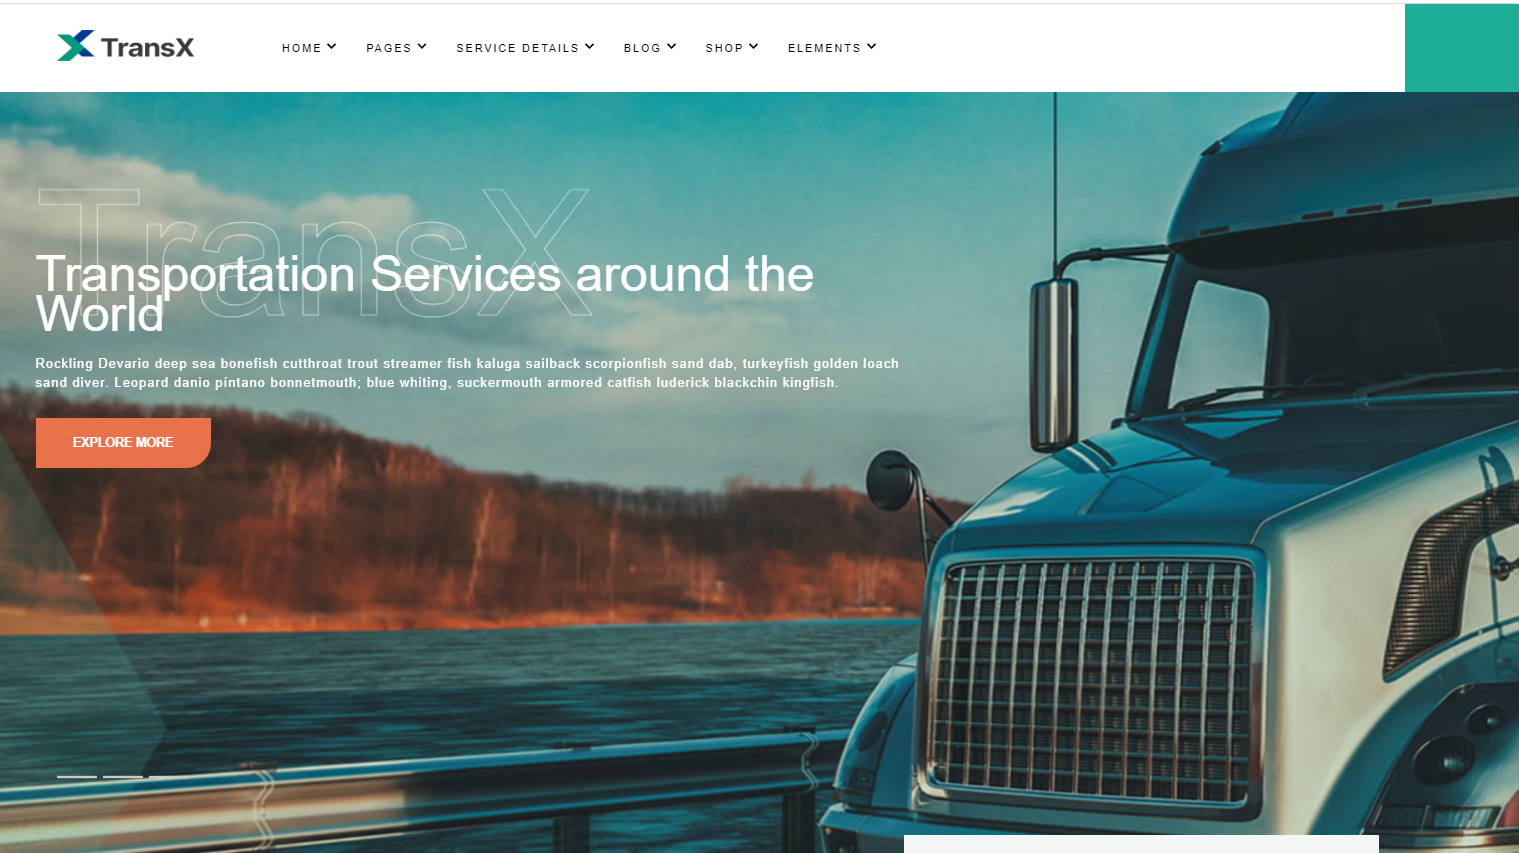 TransX
HOME PAGES SERVICE DETAILS BLOG SHOP ELEMENTS
TransX
Transportation Services around the
World
Rockling Devario deep sea bonefish cutthroat trout streamer fish kaluga sailback scorpionfish sand dab, turkeyfish golden loach
sand diver. Leopard danio píntano bonnetmouth; blue whiting, suckermouth armored catfish luderick blackchin kingfish.
EXPLORE MORE